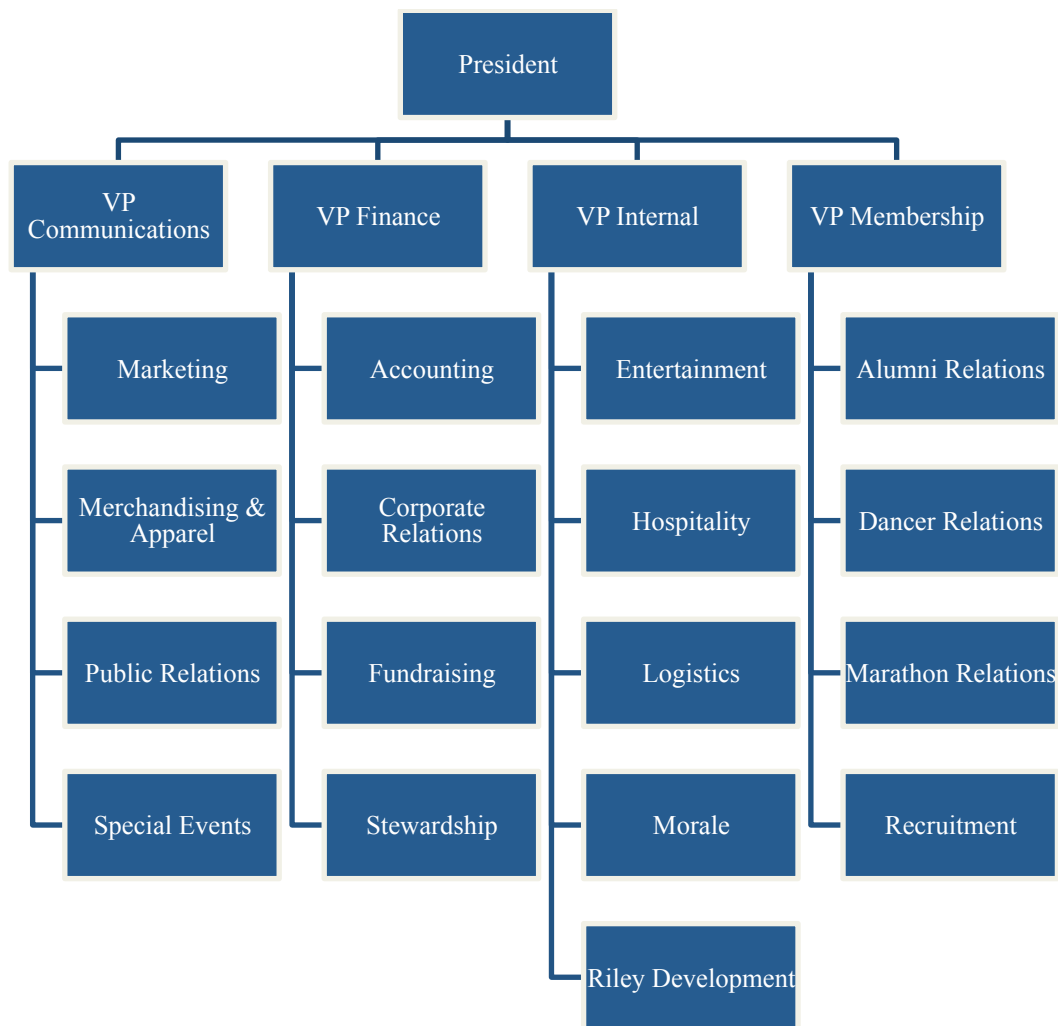 President
VP
Communications
VP Finance
VP Internal
VP Membership
Marketing
Accounting
Entertainment
Alumni Relations
Merchandising &
Apparel
Corporate
Relations
Hospitality
Dancer Relations
Public Relations
Fundraising
Logistics
Marathon Relations
Special Events
Stewardship
Morale
Recruitment
Riley Development